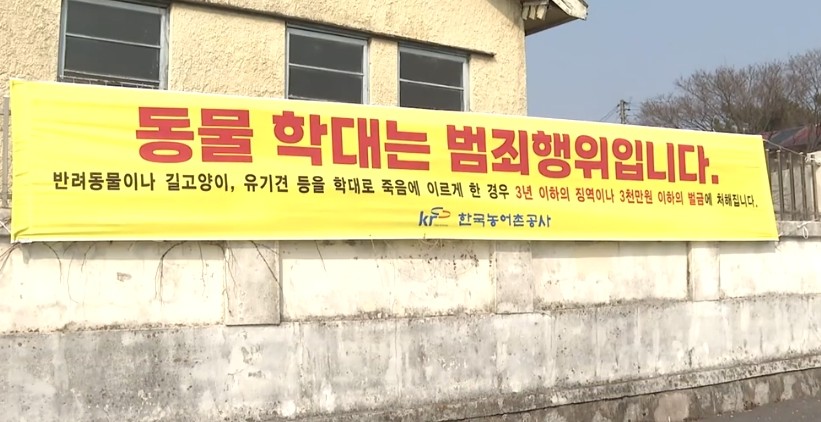 동물 학대는 범죄행위입니다.
반려동물이나 길고양이, 유기견 등을 학대로 죽음에 이르게 한 경우 3년 이하의 징역이나 3천만원 이하의 벌금에 처해집니다.
kr 한국농어촌공사